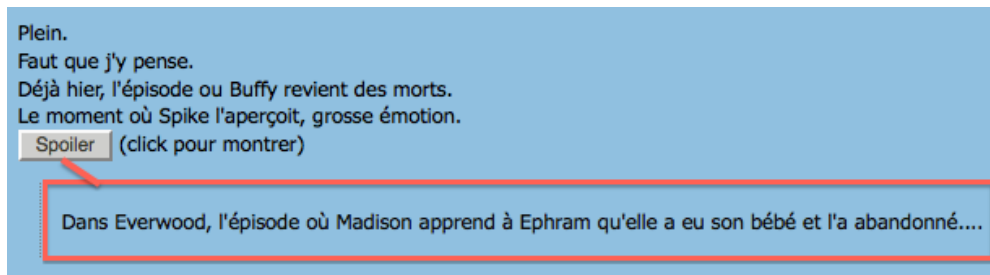 Plein.
Faut que j'y pense.
Déjà hier, l'épisode ou Buffy revient des morts.
Le moment où Spike l'aperçoit, grosse émotion.
Spoiler (click pour montrer)
Dans Everwood, l'épisode où Madison apprend à Ephram qu'elle a eu son bébé et l'a abandonné....